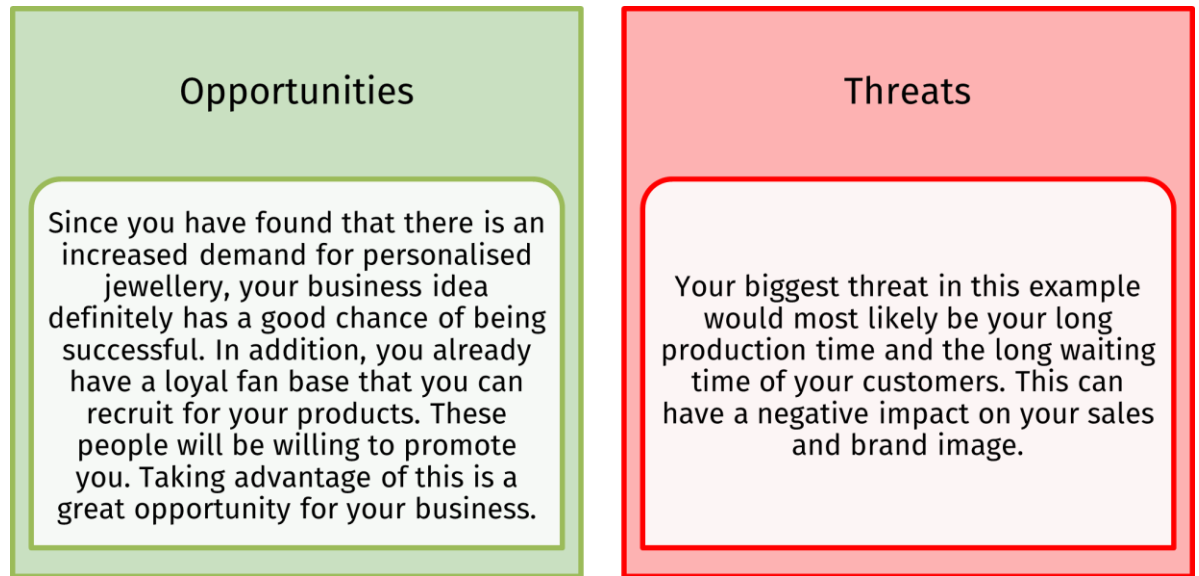 Opportunities
Since you have found that there is an
increased demand for personalised
jewellery, your business idea
definitely has a good chance of being
successful. In addition, you already
have a loyal fan base that you can
recruit for your products. These
people will be willing to promote
you. Taking advantage of this is a
great opportunity for your business.
Threats
Your biggest threat in this example
would most likely be your long
production time and the long waiting
time of your customers. This can
have a negative impact on your sales
and brand image.